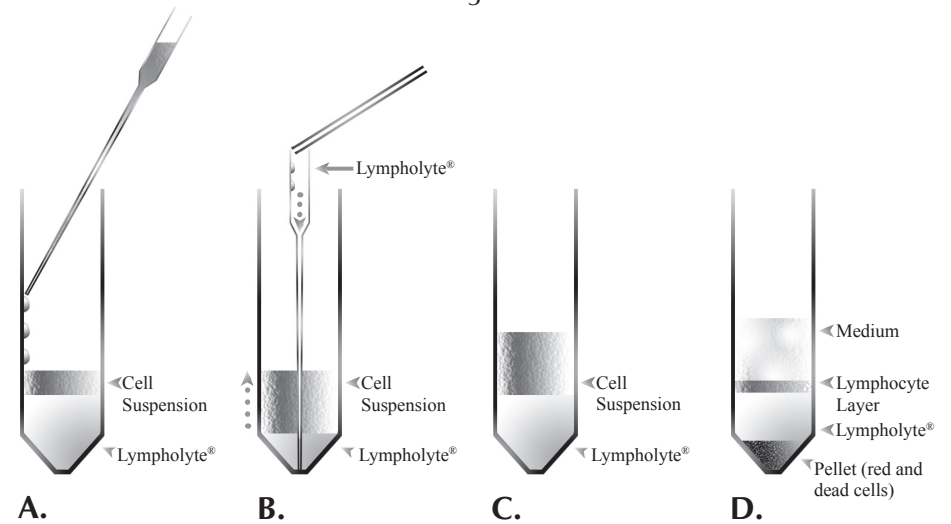 Lympholyte®
Cell
Suspension
Lympholyte®
Cell
Suspension
Lympholyte®
Cell
Suspension
Lympholyte®
Medium
Lymphocyte
Layer
Lympholyte®
Pellet (red and
dead cells)
A.
B.
C.
D.